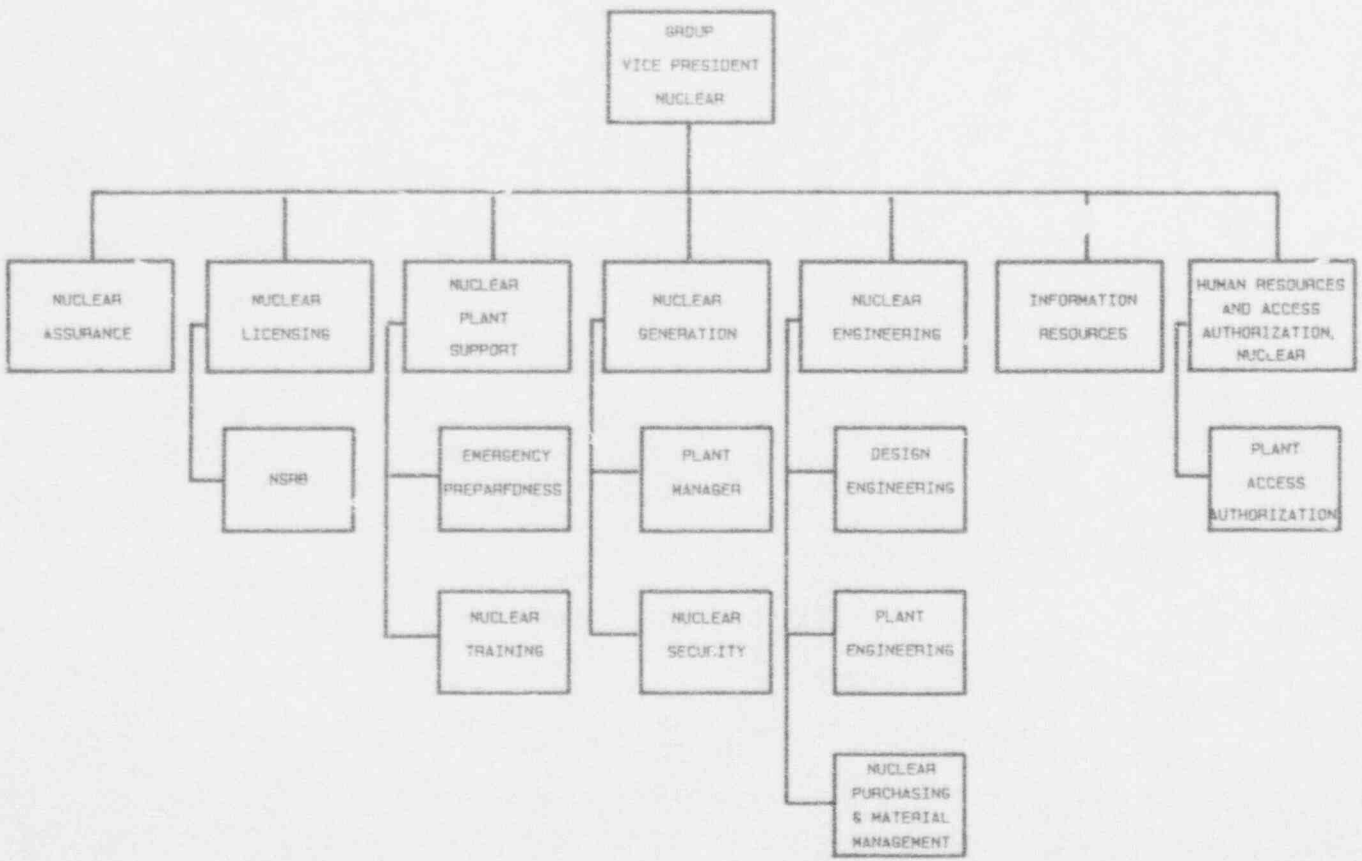 GROUP
VICE PRESIDENT
NUCLEAR
NUCLEAR
ASSURANCE
NUCLEAR
LICENSING
NUCLEAR
PLANT
SUPPORT
NUCLEAR
GENERATION
NUCLEAR
ENGINEERING
INFORMATION
RESOURCES
HUMAN RESOURCES
AND ACCESS
AUTHORIZATION,
NUCLEAR
NSRB
EMERGENCY
PREPAREDNESS
PLANT
MANAGER
DESIGN
ENGINEERING
PLANT
ACCESS
AUTHORIZATION
NUCLEAR
TRAINING
NUCLEAR
SECURITY
PLANT
ENGINEERING
NUCLEAR
PURCHASING
& MATERIAL
MANAGEMENT